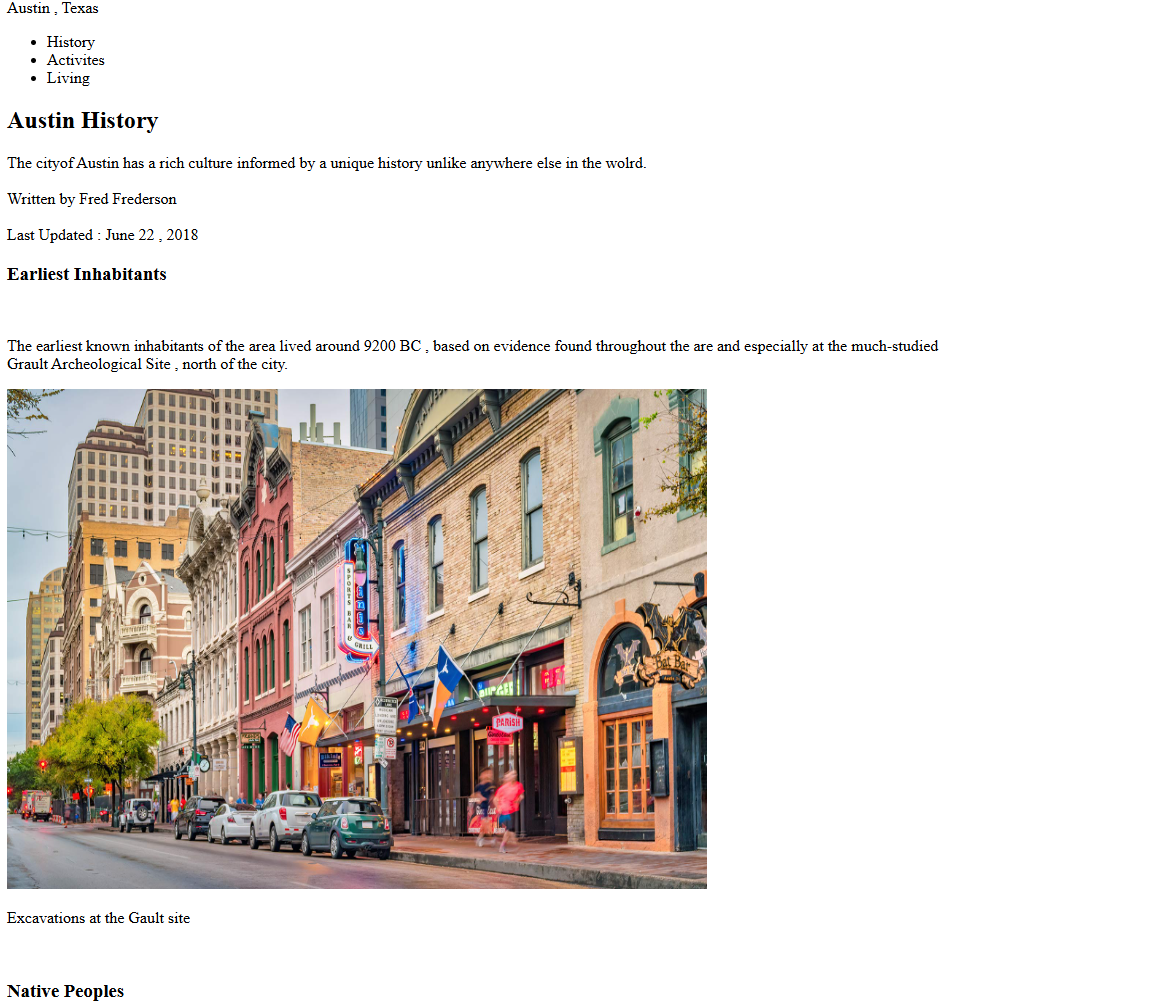 Austin , Texas
History
Activites
Living
Austin History
The cityof Austin has a rich culture informed by a unique history unlike anywhere else in the wolrd.
Written by Fred Frederson
Last Updated : June 22 , 2018
Earliest Inhabitants
The earliest known inhabitants of the area lived around 9200 BC , based on evidence found throughout the are and especially at the much-studied
Grault Archeological Site , north of the city.
SPORTS BAR & GRILL
Bat Bar
PARISH
Excavations at the Gault site
Native Peoples